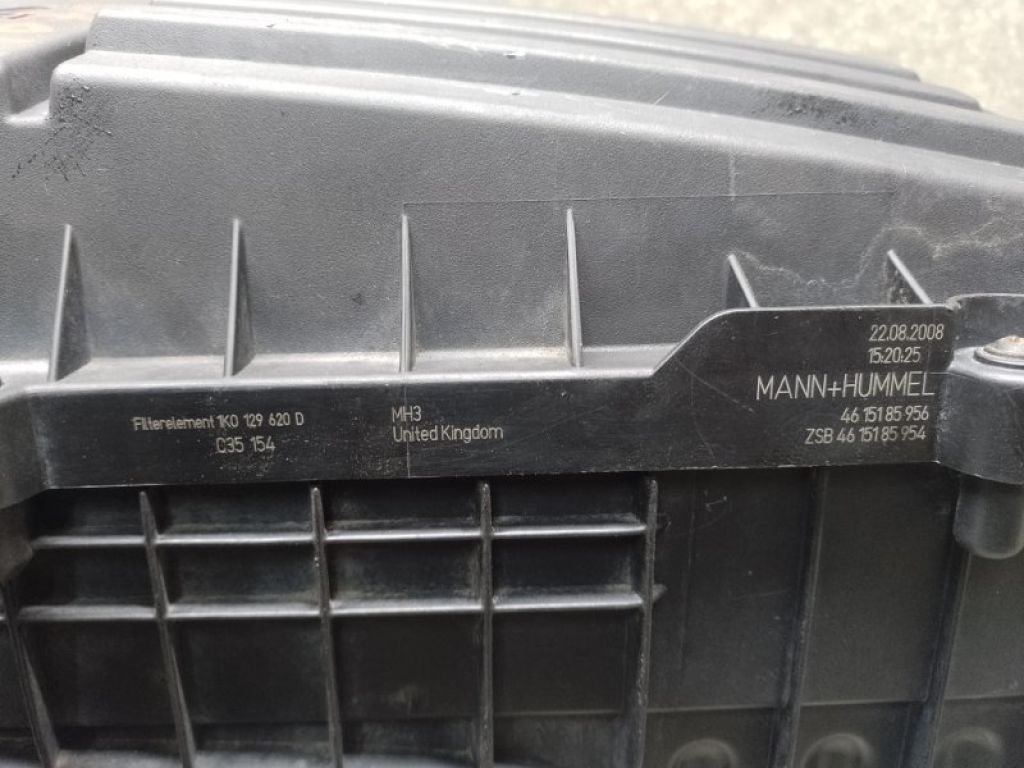 Filterelement 1K0 129 620 D
C35 154
MH3
United Kingdom
22.08.2008
15:20:25
MANN+HUMMEL
46 151 85 956
ZSB 46 151 85 954